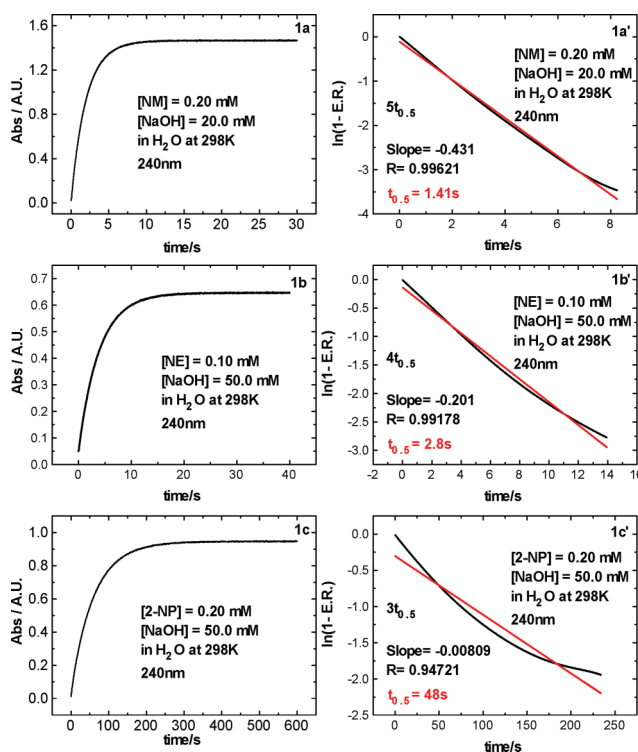 1a
Abs / A.U.
1.6
1.2
0.8
0.4
0.0
[NM] = 0.20 mM
[NaOH] = 20.0 mM
in H₂O at 298K
240nm
0 5 10 15 20 25 30
time/s
1a'
ln(1- E.R.)
0
-1
-2
-3
-4
[NM] = 0.20 mM
[NaOH] = 20.0 mM
in H₂O at 298K
240nm
5t₀.₅
Slope= -0.431
R= 0.99621
t₀.₅= 1.41s
0 2 4 6 8
time/s
1b
Abs / A.U.
0.7
0.6
0.5
0.4
0.3
0.2
0.1
0.0
[NE] = 0.10 mM
[NaOH] = 50.0 mM
in H₂O at 298K
240nm
0 10 20 30 40
time/s
1b'
ln(1- E.R.)
0.0
-0.5
-1.0
-1.5
-2.0
-2.5
-3.0
[NE] = 0.10 mM
[NaOH] = 50.0 mM
in H₂O at 298K
240nm
4t₀.₅
Slope= -0.201
R= 0.99178
t₀.₅= 2.8s
0 2 4 6 8 10 12 14 16
time/s
1c
Abs / A.U.
1.0
0.8
0.6
0.4
0.2
0.0
[2-NP] = 0.20 mM
[NaOH] = 50.0 mM
in H₂O at 298K
240nm
0 100 200 300 400 500 600
time/s
1c'
ln(1- E.R.)
0.0
-0.5
-1.0
-1.5
-2.0
-2.5
[2-NP] = 0.20 mM
[NaOH] = 50.0 mM
in H₂O at 298K
240nm
3t₀.₅
Slope= -0.00809
R= 0.94721
t₀.₅= 48s
0 50 100 150 200 250
time/s